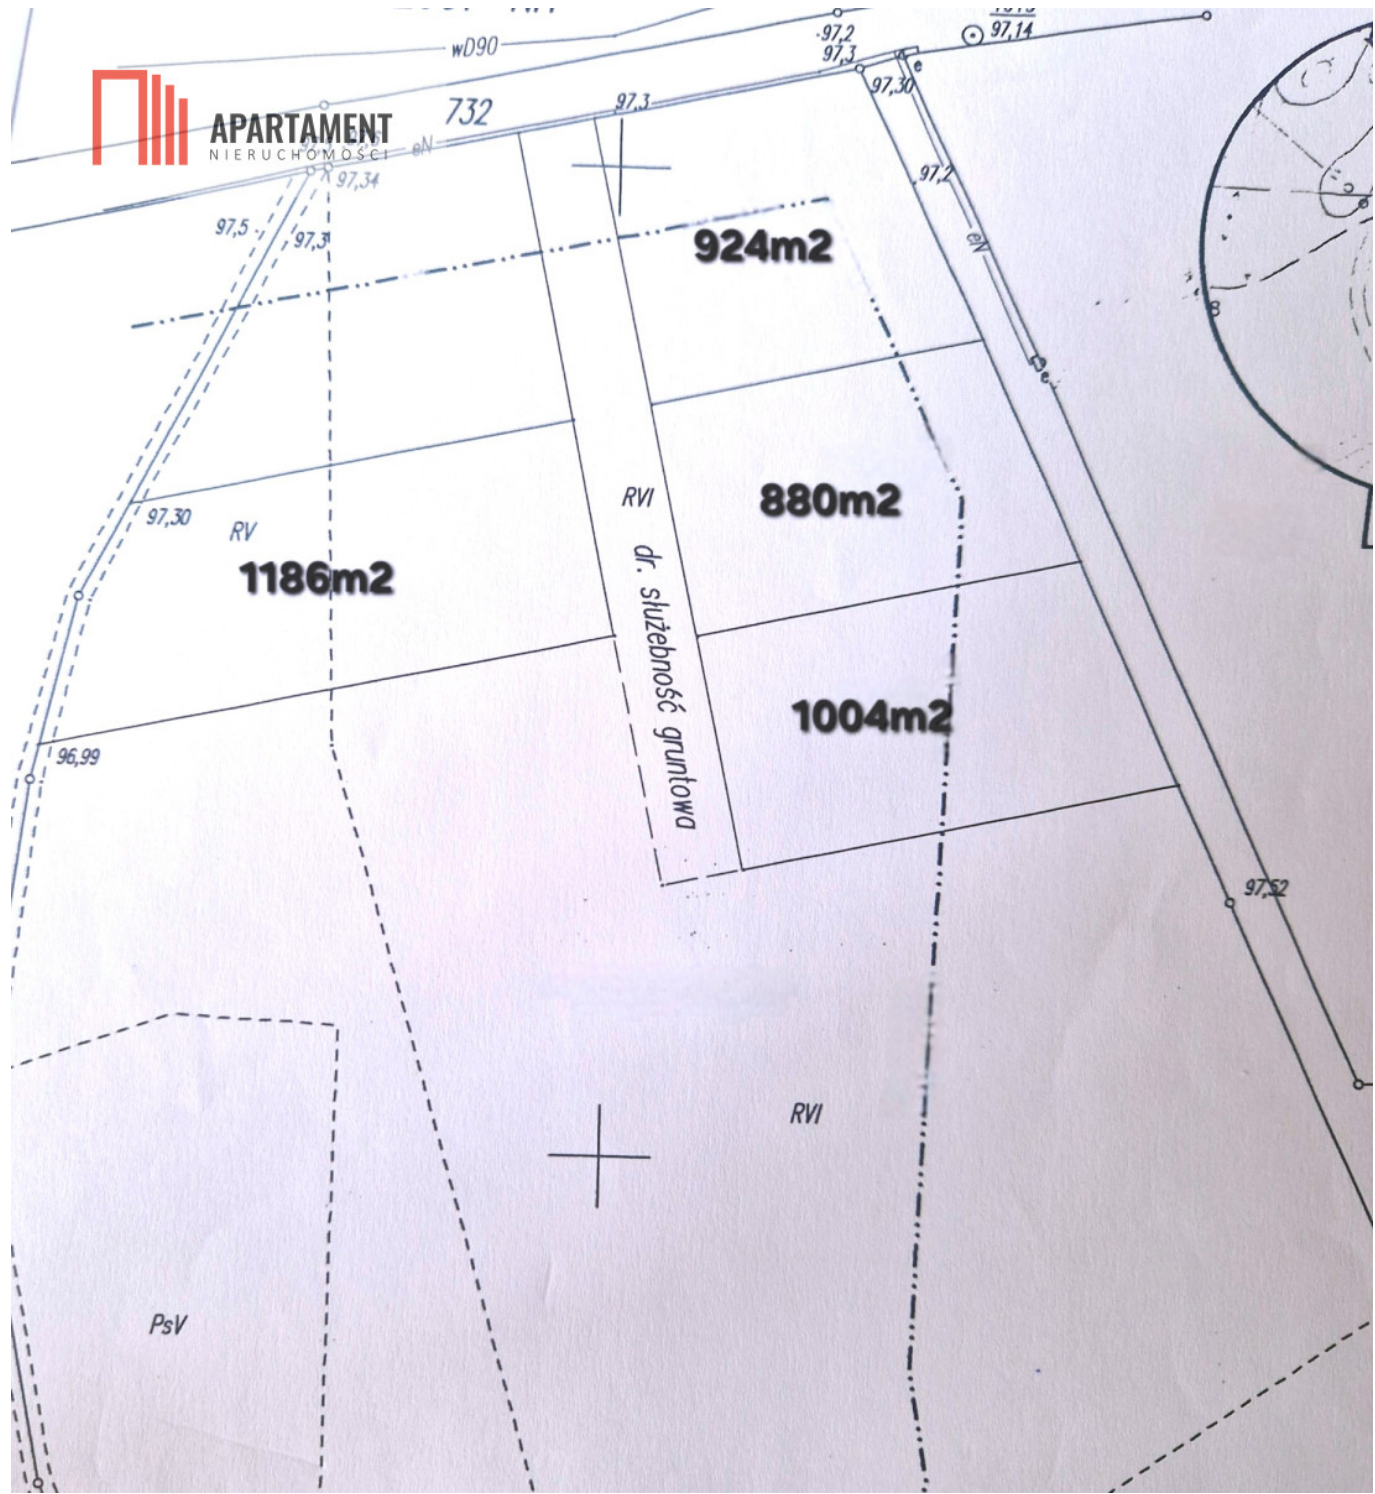 wD90
97,2
97,14
97,3
e
97,30
732
97,3
APARTAMENT
NIERUCHOMOŚCI
eN
97,34
97,2
97,5
97,3
924m2
eN
e
97,30
RV
RVI
880m2
dr. służebność gruntowa
1186m2
1004m2
96,99
97,52
RVI
PsV